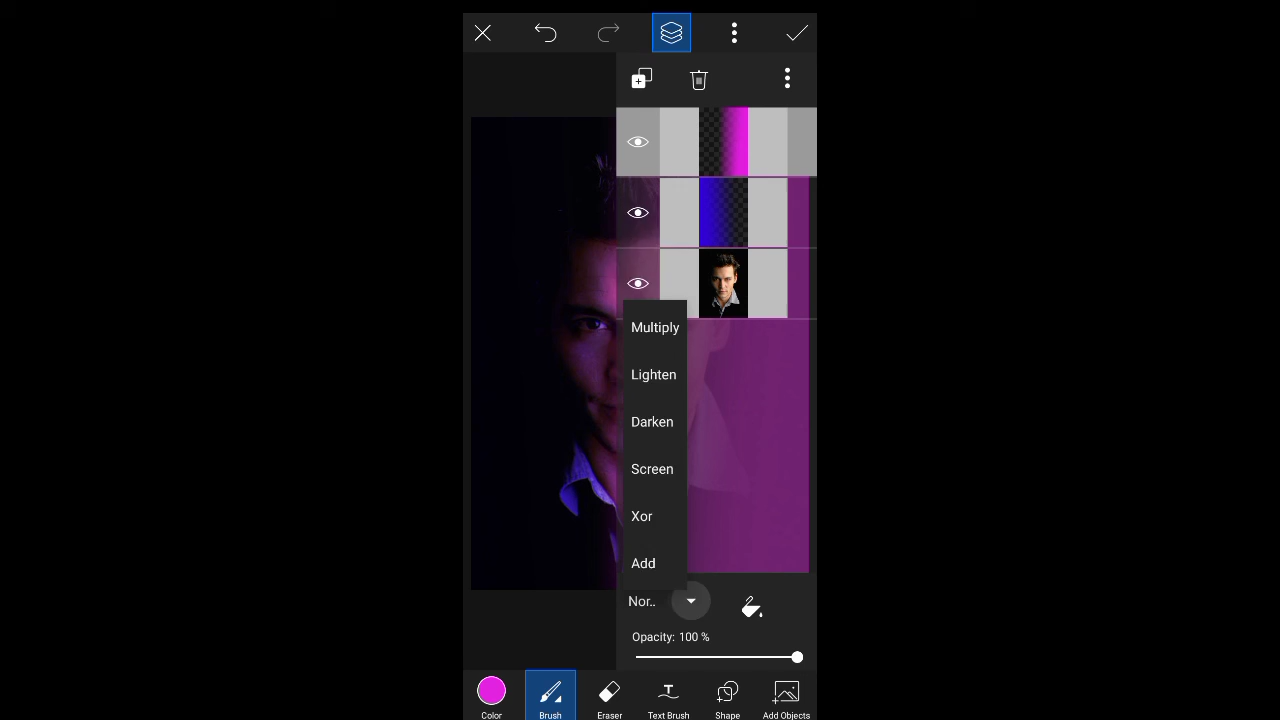 Multiply
Lighten
Darken
Screen
Xor
Add
Nor..
Opacity: 100 %
Color
Brush
Eraser
Text Brush
Shape
Add Objects